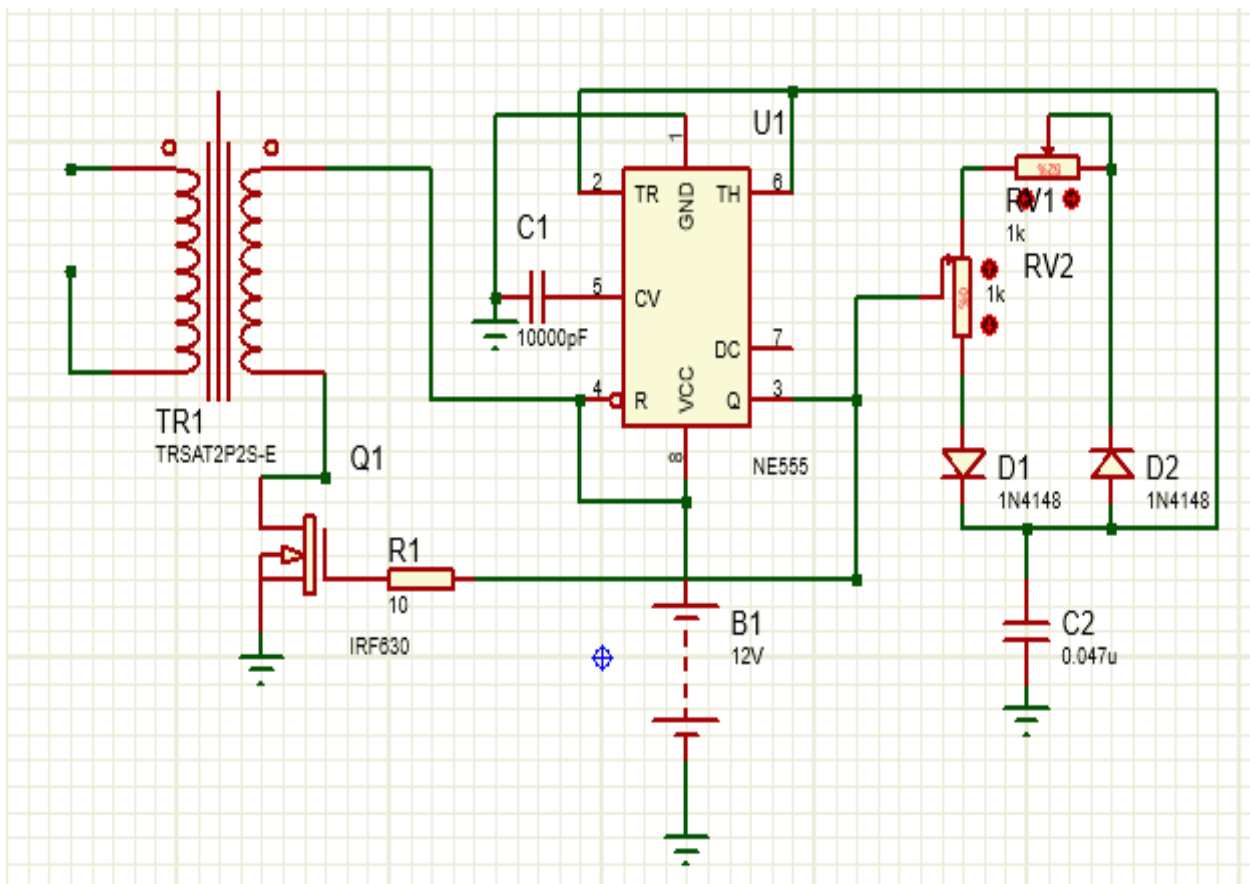 U1
1
2
TR
GND
TH
6
C1
5
CV
10000pF
DC
7
4
R
VCC
Q
3
8
NE555
RV1
1k
RV2
1k
TR1
TRSAT2P2S-E
Q1
D1
1N4148
D2
1N4148
R1
10
IRF630
B1
12V
C2
0.047u